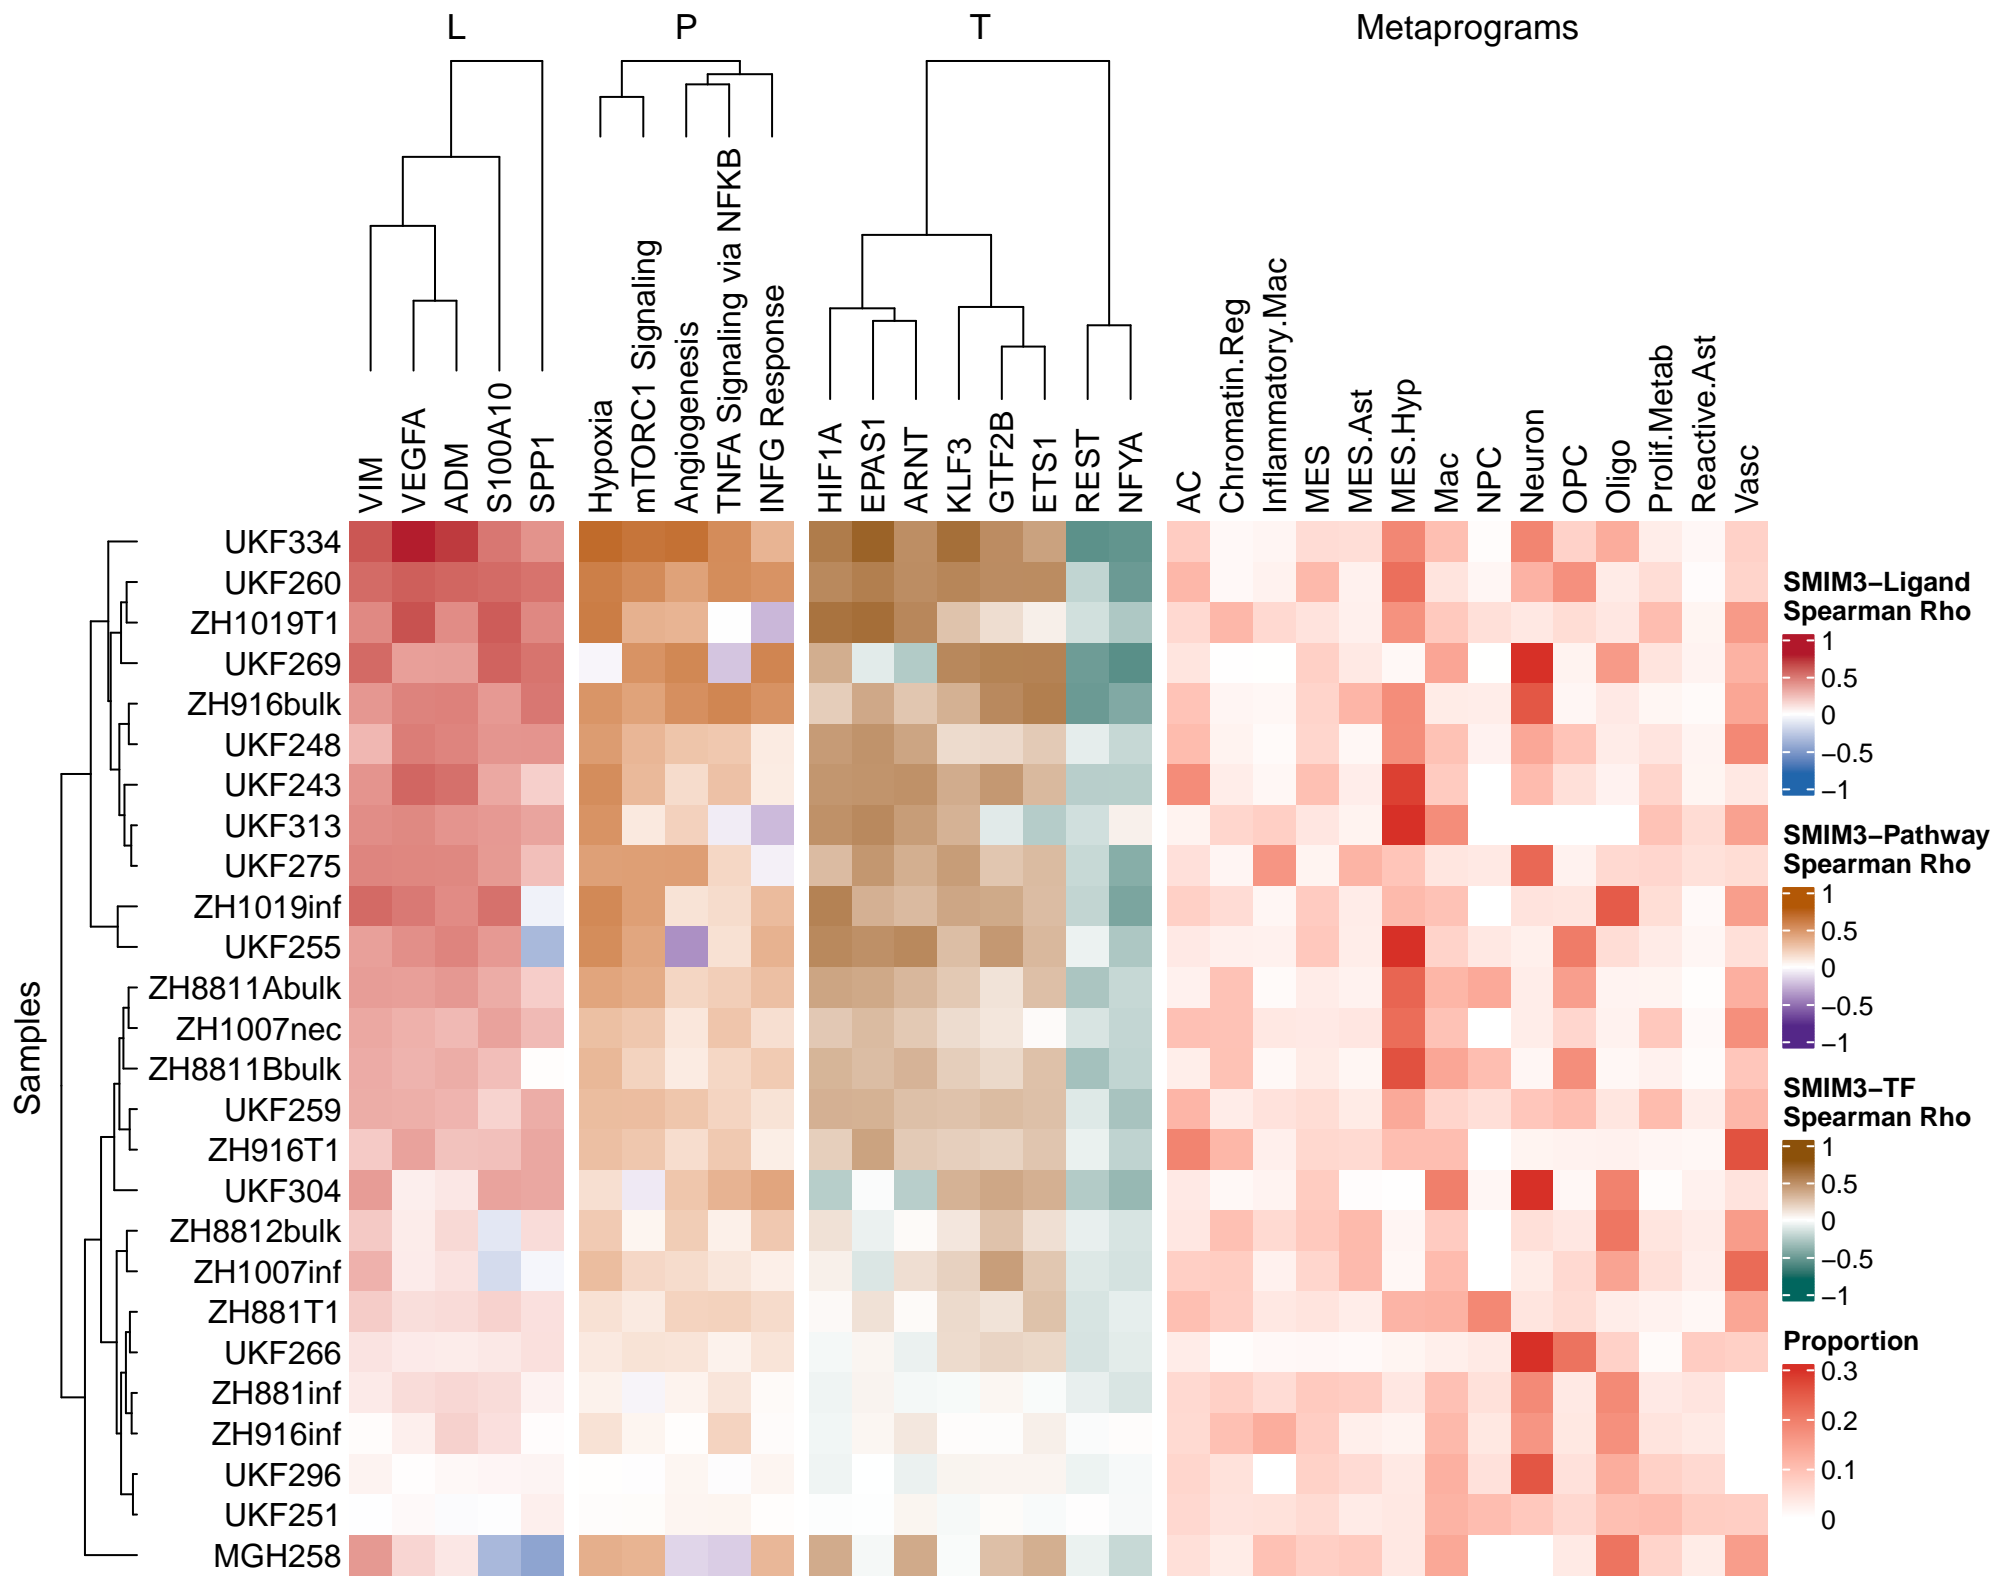 L
P
T
Metaprograms
VIM
VEGFA
ADM
S100A10
SPP1
Hypoxia
mTORC1 Signaling
Angiogenesis
TNFA Signaling via NFKB
INFG Response
HIF1A
EPAS1
ARNT
KLF3
GTF2B
ETS1
REST
NFYA
AC
Chromatin.Reg
Inflammatory.Mac
MES
MES.Ast
MES.Hyp
Mac
NPC
Neuron
OPC
Oligo
Prolif.Metab
Reactive.Ast
Vasc
Samples
UKF334
UKF260
ZH1019T1
UKF269
ZH916bulk
UKF248
UKF243
UKF313
UKF275
ZH1019inf
UKF255
ZH8811Abulk
ZH1007nec
ZH8811Bbulk
UKF259
ZH916T1
UKF304
ZH8812bulk
ZH1007inf
ZH881T1
UKF266
ZH881inf
ZH916inf
UKF296
UKF251
MGH258
SMIM3–Ligand
Spearman Rho
1
0.5
0
–0.5
–1
SMIM3–Pathway
Spearman Rho
1
0.5
0
–0.5
–1
SMIM3–TF
Spearman Rho
1
0.5
0
–0.5
–1
Proportion
0.3
0.2
0.1
0